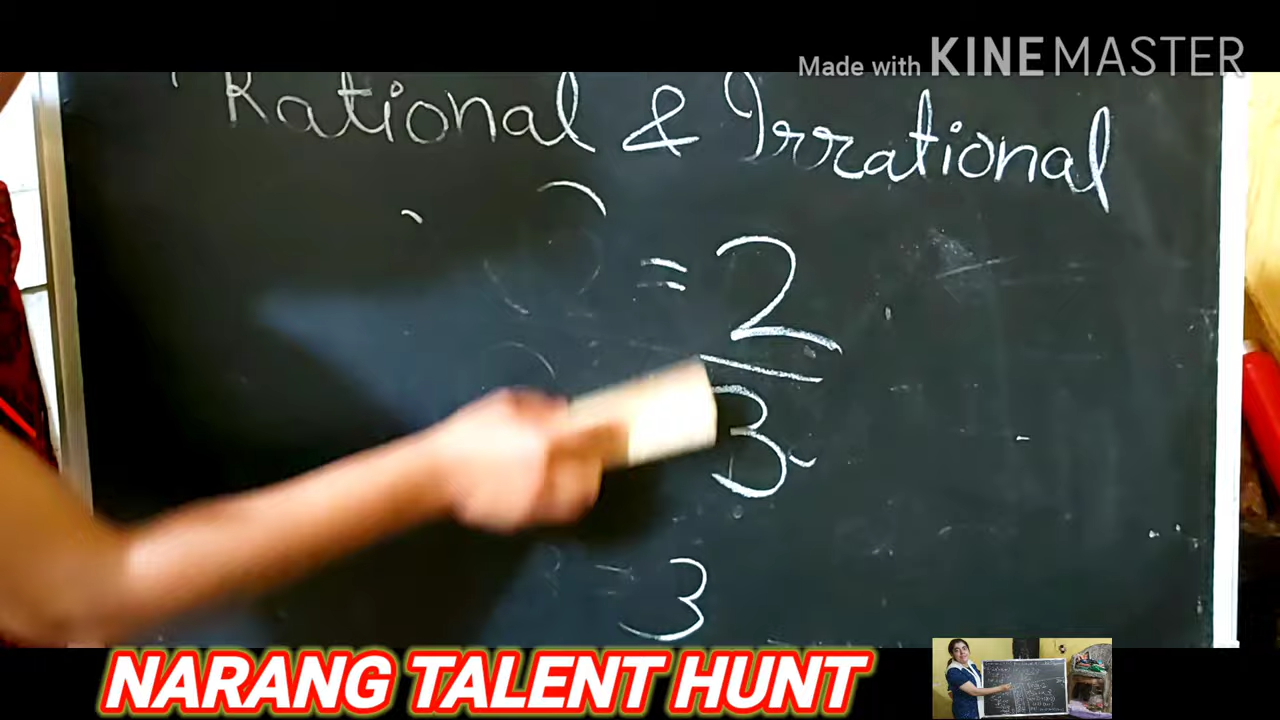 Made with KINEMASTER
Rational & Irrational
= 2
3
= 3
NARANG TALENT HUNT